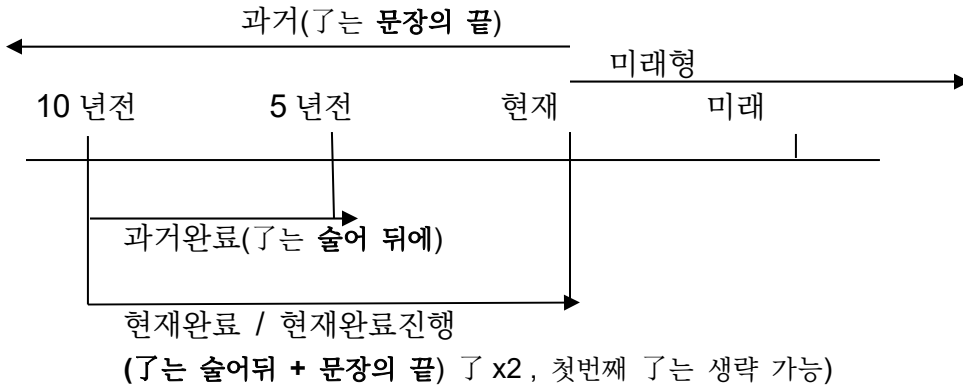 과거(了는 문장의 끝)
미래형
10 년전 5 년전 현재 미래
과거완료(了는 술어 뒤에)
현재완료 / 현재완료진행
(了는 술어뒤 + 문장의 끝) 了 x2 , 첫번째 了는 생략 가능)